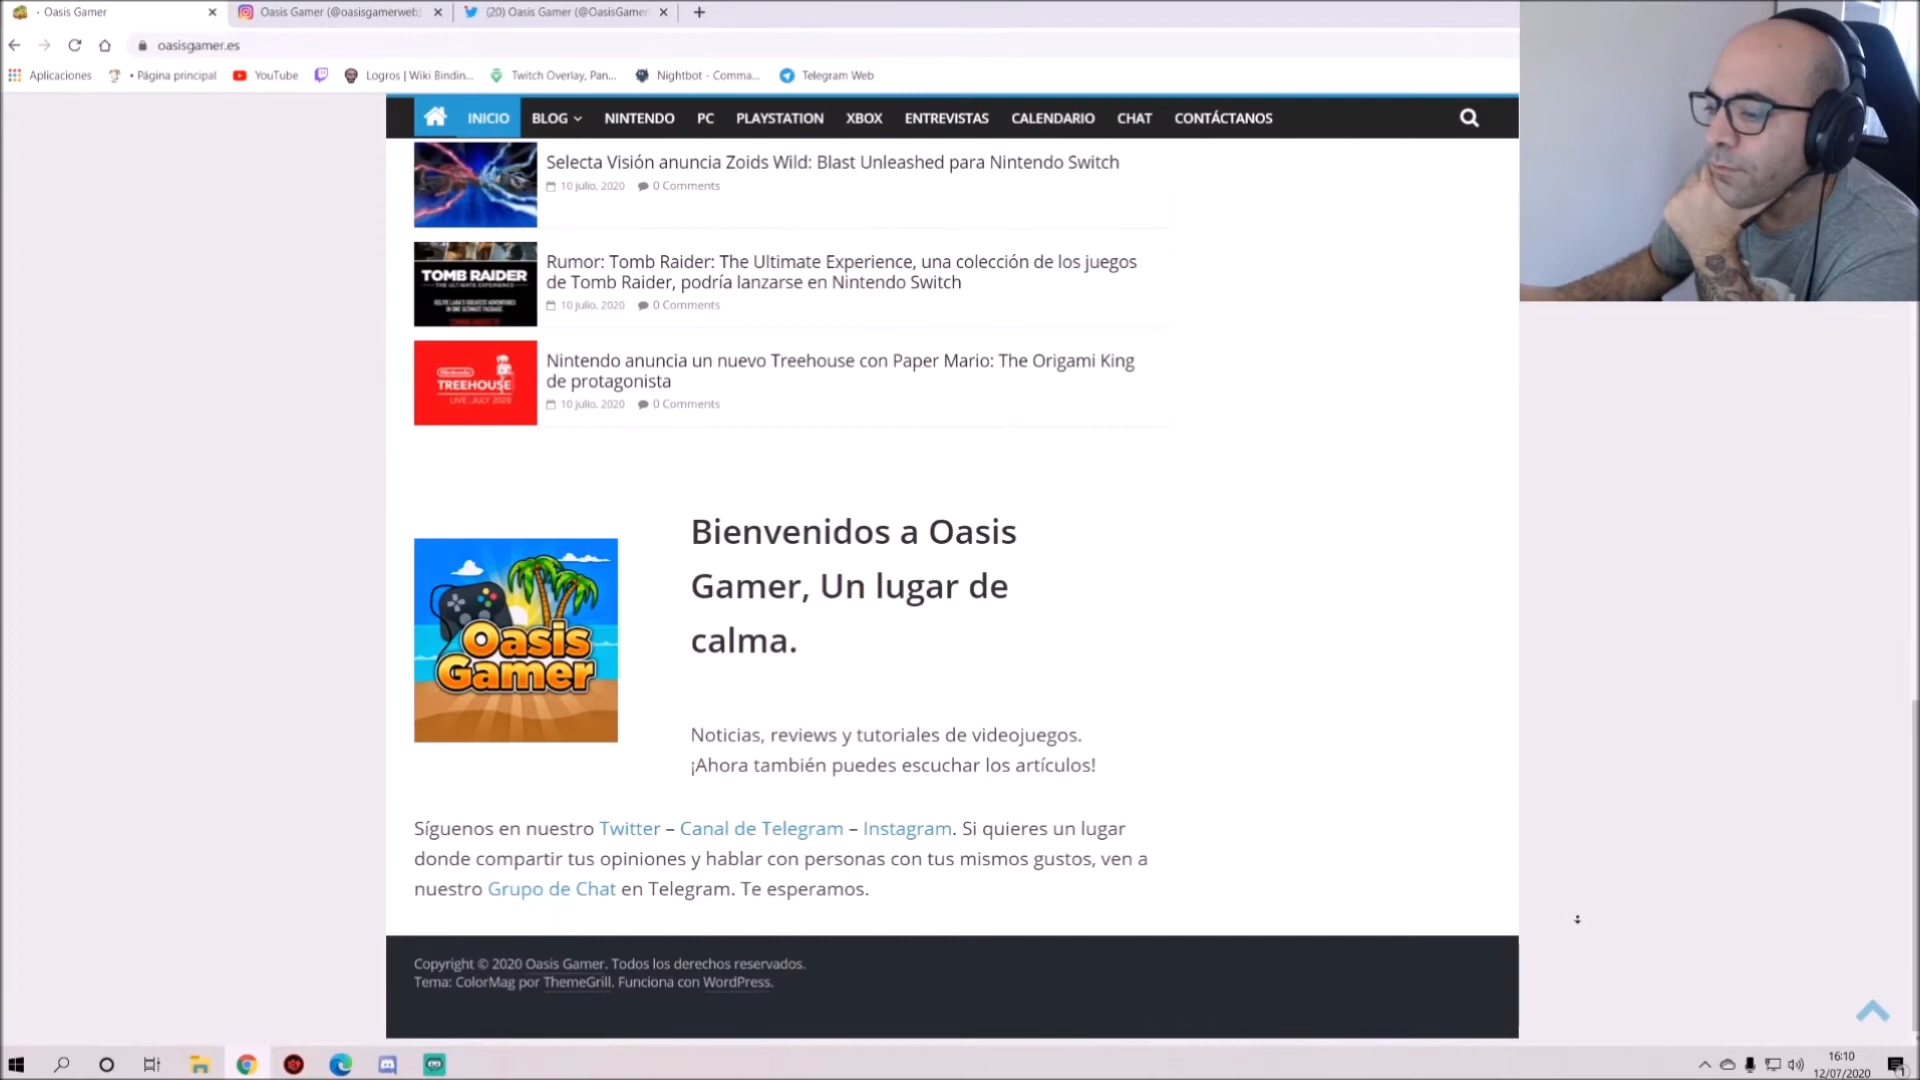 Oasis Gamer
Oasis Gamer (@oasisgamerweb)
(20) Oasis Gamer (@OasisGamer
oasisgamer.es
Aplicaciones
• Página principal
YouTube
Logros | Wiki Bindin...
Twitch Overlay, Pan...
Nightbot - Comma...
Telegram Web
INICIO
BLOG
NINTENDO
PC
PLAYSTATION
XBOX
ENTREVISTAS
CALENDARIO
CHAT
CONTÁCTANOS
Selecta Visión anuncia Zoids Wild: Blast Unleashed para Nintendo Switch
10 julio, 2020 0 Comments
TOMB RAIDER
THE ULTIMATE EXPERIENCE
Rumor: Tomb Raider: The Ultimate Experience, una colección de los juegos
de Tomb Raider, podría lanzarse en Nintendo Switch
10 julio, 2020 0 Comments
Nintendo
TREEHOUSE
LIVE | JULY 2020
Nintendo anuncia un nuevo Treehouse con Paper Mario: The Origami King
de protagonista
10 julio, 2020 0 Comments
Oasis
Gamer
Bienvenidos a Oasis
Gamer, Un lugar de
calma.
Noticias, reviews y tutoriales de videojuegos.
¡Ahora también puedes escuchar los artículos!
Síguenos en nuestro Twitter – Canal de Telegram – Instagram. Si quieres un lugar
donde compartir tus opiniones y hablar con personas con tus mismos gustos, ven a
nuestro Grupo de Chat en Telegram. Te esperamos.
Copyright © 2020 Oasis Gamer. Todos los derechos reservados.
Tema: ColorMag por ThemeGrill. Funciona con WordPress.
16:10
12/07/2020
1